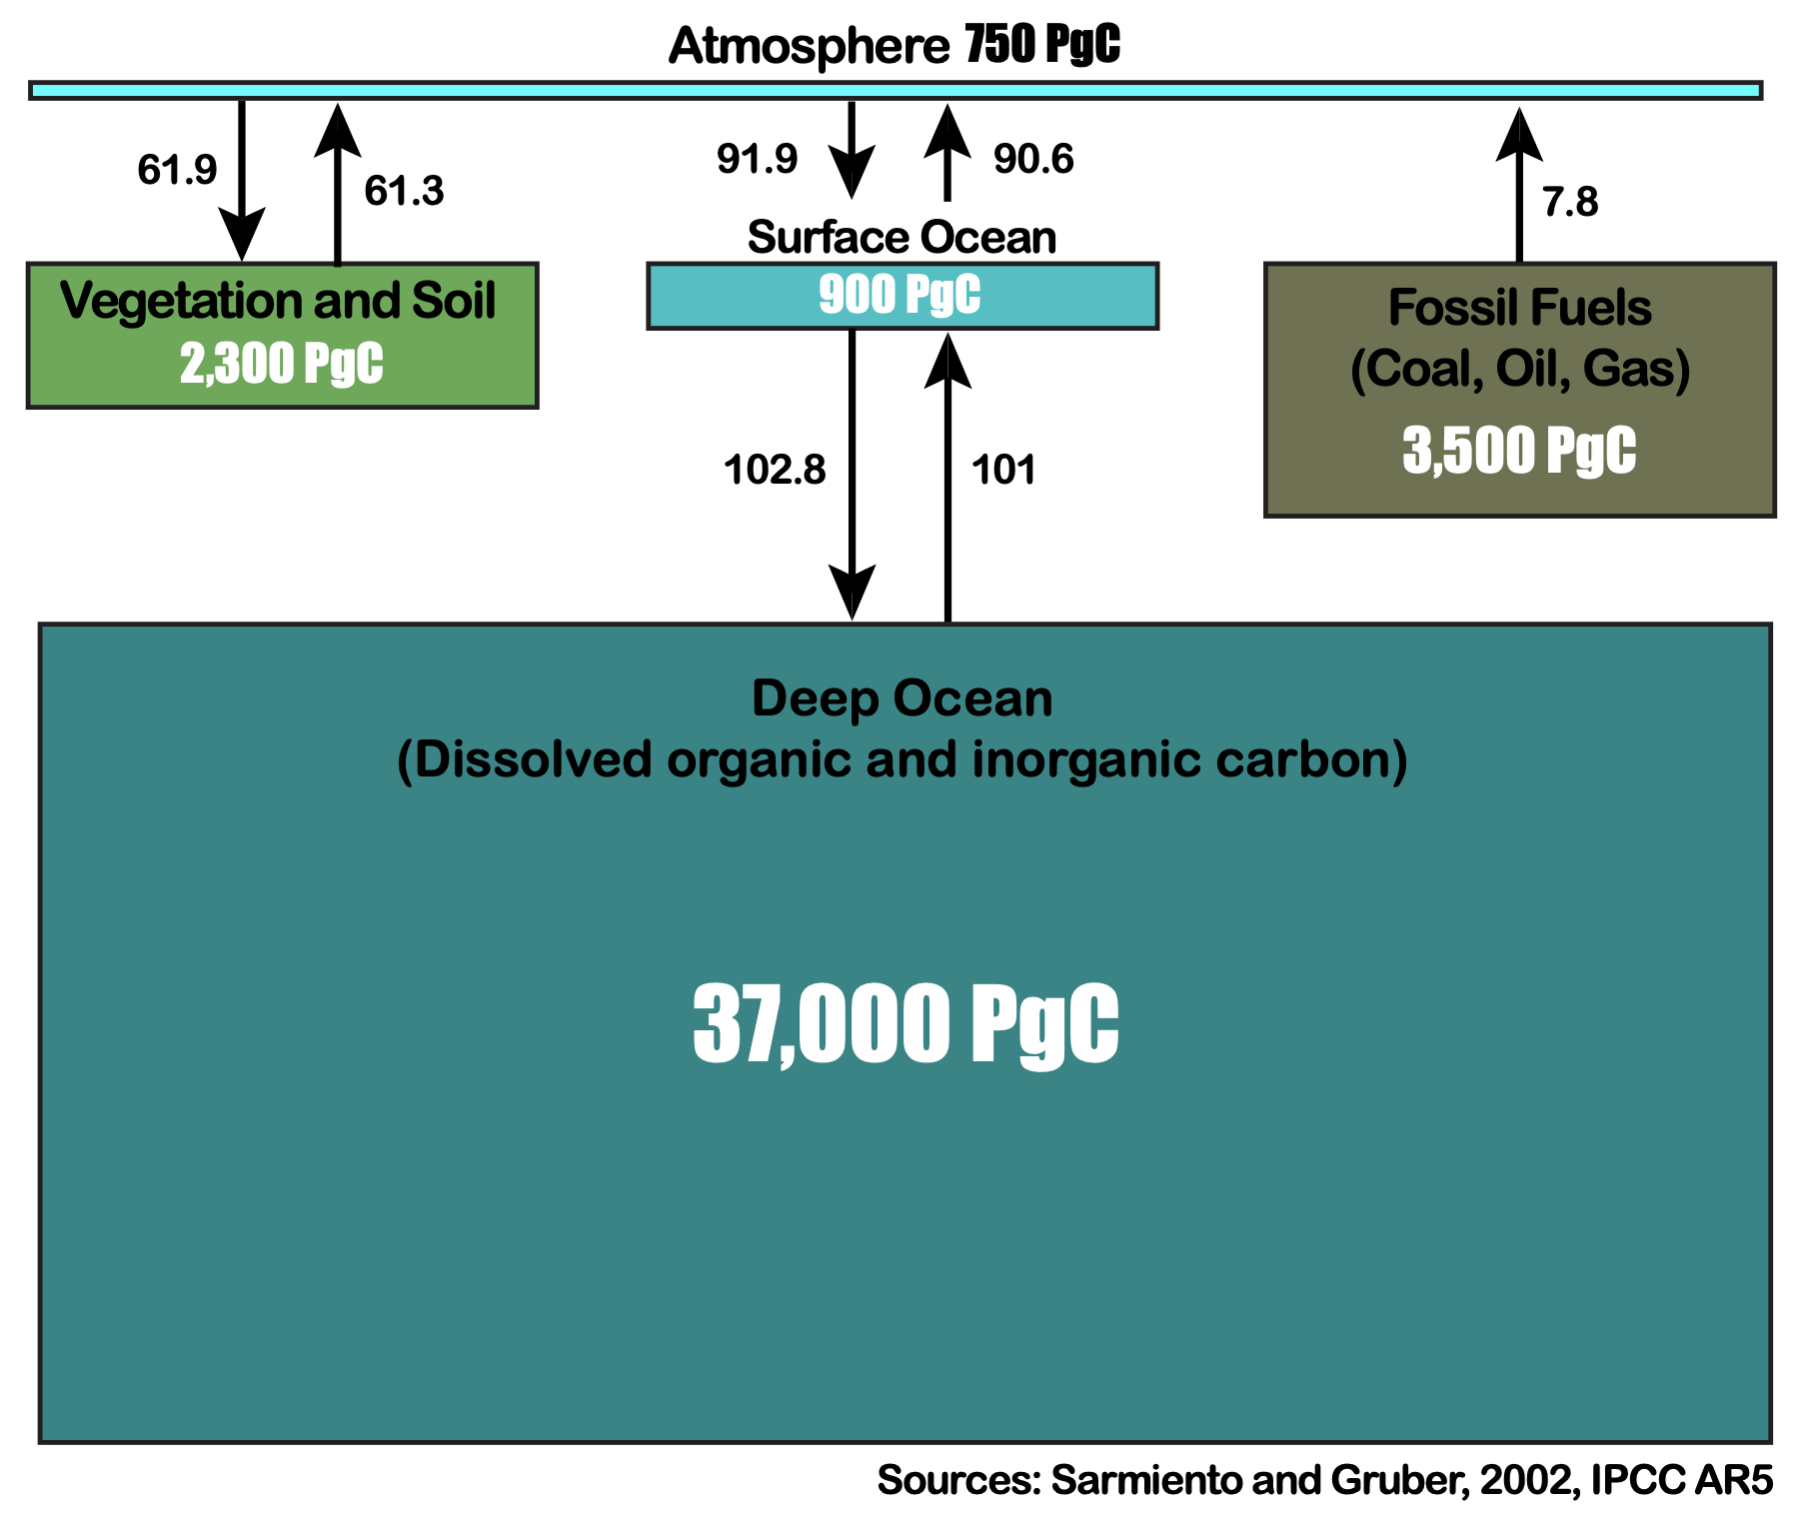 Atmosphere 750 PgC
61.9
61.3
91.9
90.6
7.8
Surface Ocean
900 PgC
Vegetation and Soil
2,300 PgC
Fossil Fuels
(Coal, Oil, Gas)
3,500 PgC
102.8
101
Deep Ocean
(Dissolved organic and inorganic carbon)
37,000 PgC
Sources: Sarmiento and Gruber, 2002, IPCC AR5